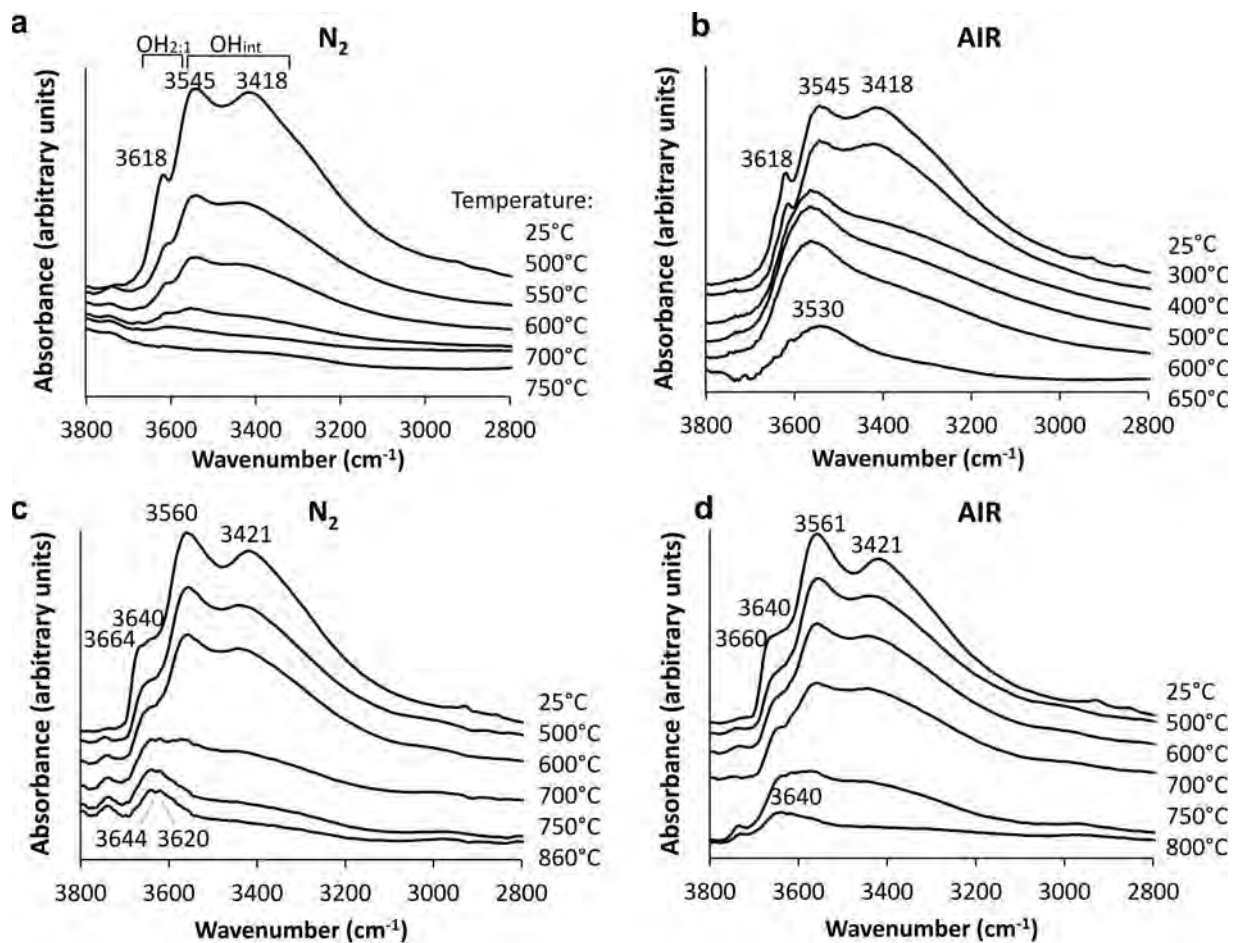 a
N2
OH2:1
OHint
3545
3418
3618
Temperature:
25°C
500°C
550°C
600°C
700°C
750°C
Absorbance (arbitrary units)
3800
3600
3400
3200
3000
2800
Wavenumber (cm-1)
b
AIR
3545
3418
3618
3530
25°C
300°C
400°C
500°C
600°C
650°C
Absorbance (arbitrary units)
3800
3600
3400
3200
3000
2800
Wavenumber (cm-1)
c
N2
3560
3421
3640
3664
25°C
500°C
600°C
700°C
750°C
860°C
3644
3620
Absorbance (arbitrary units)
3800
3600
3400
3200
3000
2800
Wavenumber (cm-1)
d
AIR
3561
3421
3640
3660
3640
25°C
500°C
600°C
700°C
750°C
800°C
Absorbance (arbitrary units)
3800
3600
3400
3200
3000
2800
Wavenumber (cm-1)